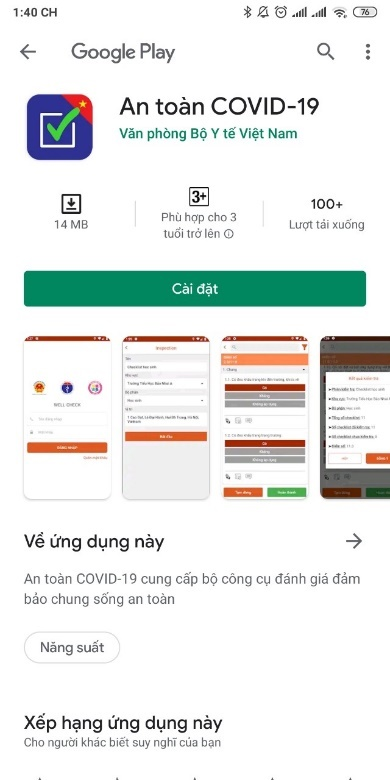 1:40 CH
76
Google Play
An toàn COVID-19
Văn phòng Bộ Y tế Việt Nam
14 MB
3+
Phù hợp cho 3
tuổi trở lên
100+
Lượt tải xuống
Cài đặt
WELL CHECK
Về ứng dụng này
An toàn COVID-19 cung cấp bộ công cụ đánh giá đảm
bảo chung sống an toàn
Năng suất
Xếp hạng ứng dụng này
Cho người khác biết suy nghĩ của bạn